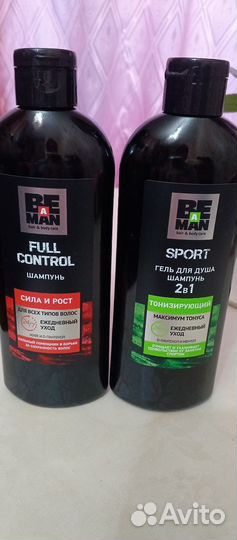 BE
A
MAN
hair & body care
FULL
CONTROL
ШАМПУНЬ
СИЛА И РОСТ
ДЛЯ ВСЕХ ТИПОВ ВОЛОС
ЕЖЕДНЕВНЫЙ
УХОД
BE
A
MAN
hair & body care
SPORT
ГЕЛЬ ДЛЯ ДУША
ШАМПУНЬ
2в1
ТОНИЗИРУЮЩИЙ
МАКСИМУМ ТОНУСА
ЕЖЕДНЕВНЫЙ
УХОД
Avito